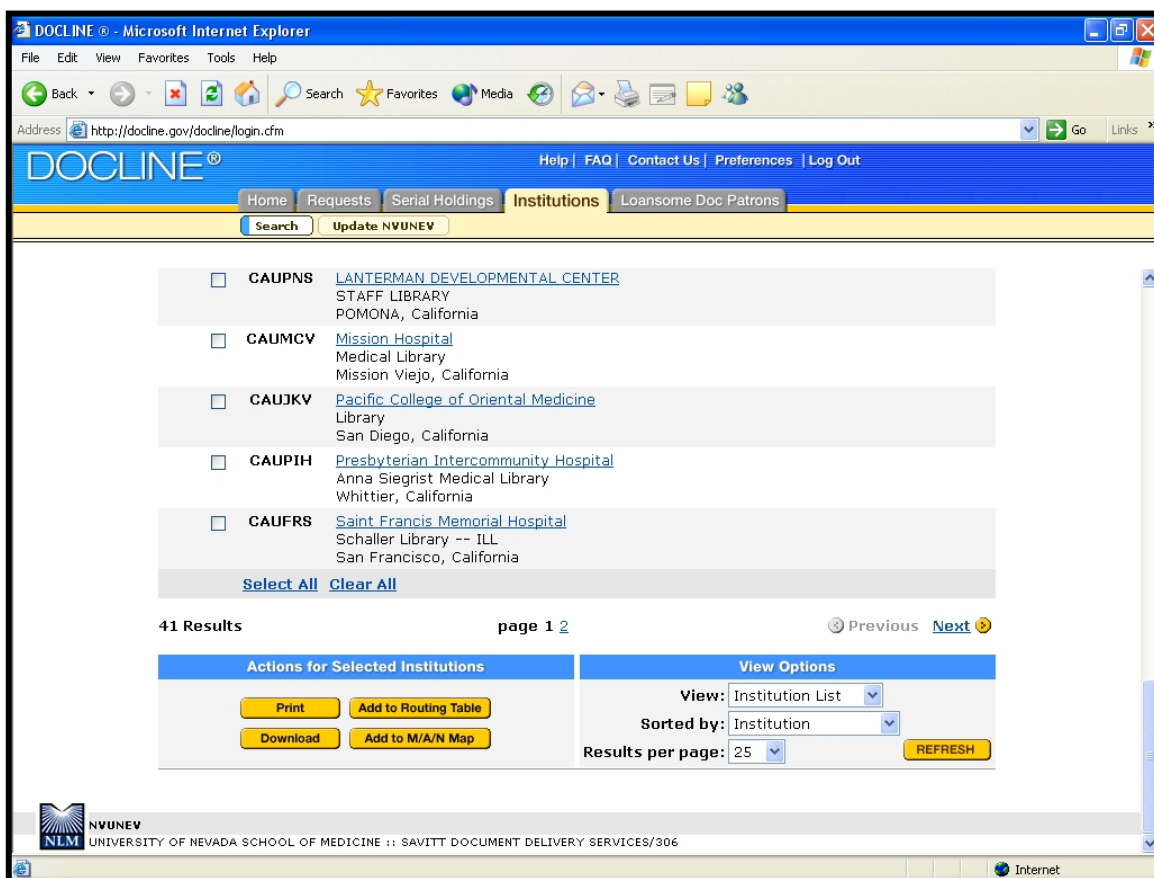 DOCLINE ® - Microsoft Internet Explorer
File Edit View Favorites Tools Help
Back Search Favorites Media
Address http://docline.gov/docline/login.cfm Go Links »
DOCLINE®
Help | FAQ | Contact Us | Preferences | Log Out
Home Requests Serial Holdings Institutions Loansome Doc Patrons
Search Update NVUNEV
CAUPNS LANTERMAN DEVELOPMENTAL CENTER
STAFF LIBRARY
POMONA, California
CAUMCV Mission Hospital
Medical Library
Mission Viejo, California
CAUJKV Pacific College of Oriental Medicine
Library
San Diego, California
CAUPIH Presbyterian Intercommunity Hospital
Anna Siegrist Medical Library
Whittier, California
CAUFRS Saint Francis Memorial Hospital
Schaller Library -- ILL
San Francisco, California
Select All Clear All
41 Results page 1 2 Previous Next
Actions for Selected Institutions View Options
Print Add to Routing Table
Download Add to M/A/N Map
View: Institution List
Sorted by: Institution
Results per page: 25 REFRESH
NVUNEV
NLM UNIVERSITY OF NEVADA SCHOOL OF MEDICINE :: SAVITT DOCUMENT DELIVERY SERVICES/306
Internet